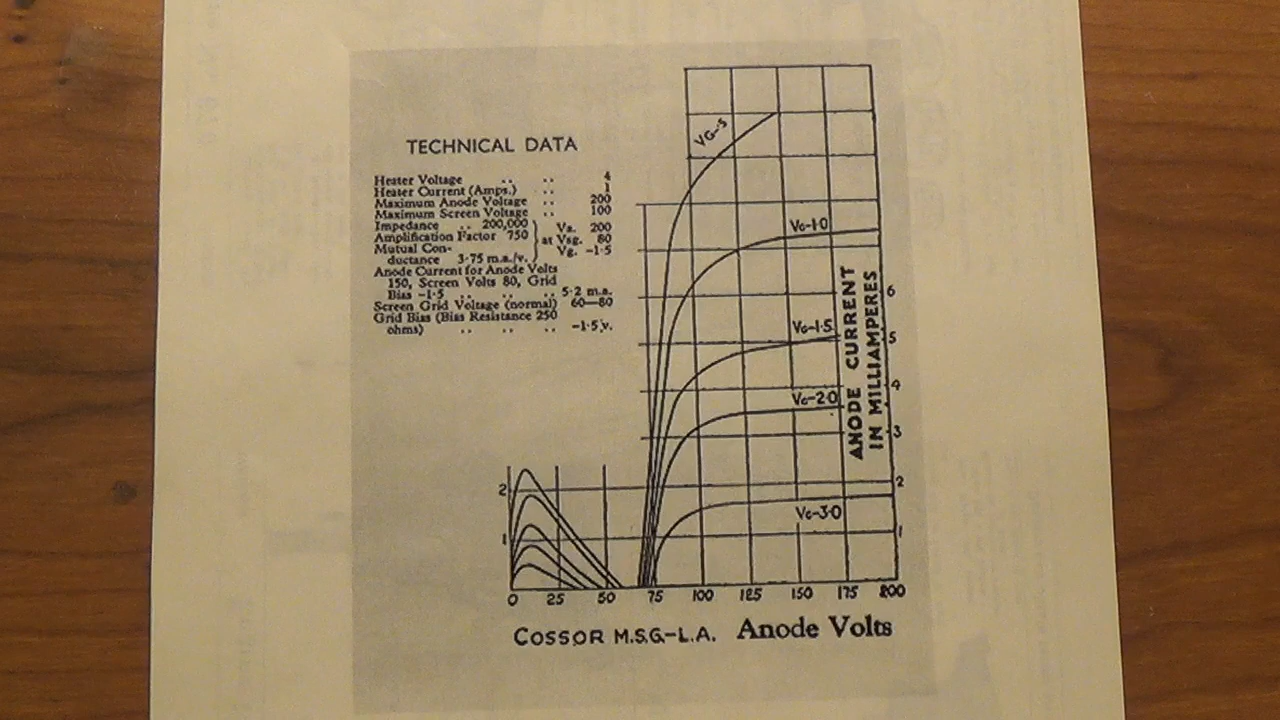 TECHNICAL DATA
Heater Voltage .. .. 4
Heater Current (Amps.) .. 1
Maximum Anode Voltage .. 200
Maximum Screen Voltage .. 100
Impedance .. 200,000
Amplification Factor 750
Mutual Con-
ductance 3·75 m.a./v.
at
Va. 200
Vsg. 80
Vg. -1·5
Anode Current for Anode Volts
150, Screen Volts 80, Grid
Bias -1·5 .. .. .. 5·2 m.a.
Screen Grid Voltage (normal) 60—80
Grid Bias (Bias Resistance 250
ohms) .. .. .. -1·5 v.
VG-·5
VG-1·0
VG-1·5
VG-2·0
VG-3·0
ANODE CURRENT
IN MILLIAMPERES
6
5
4
3
2
1
2
1
0 25 50 75 100 125 150 175 200
COSSOR M.S.G.-L.A. Anode Volts